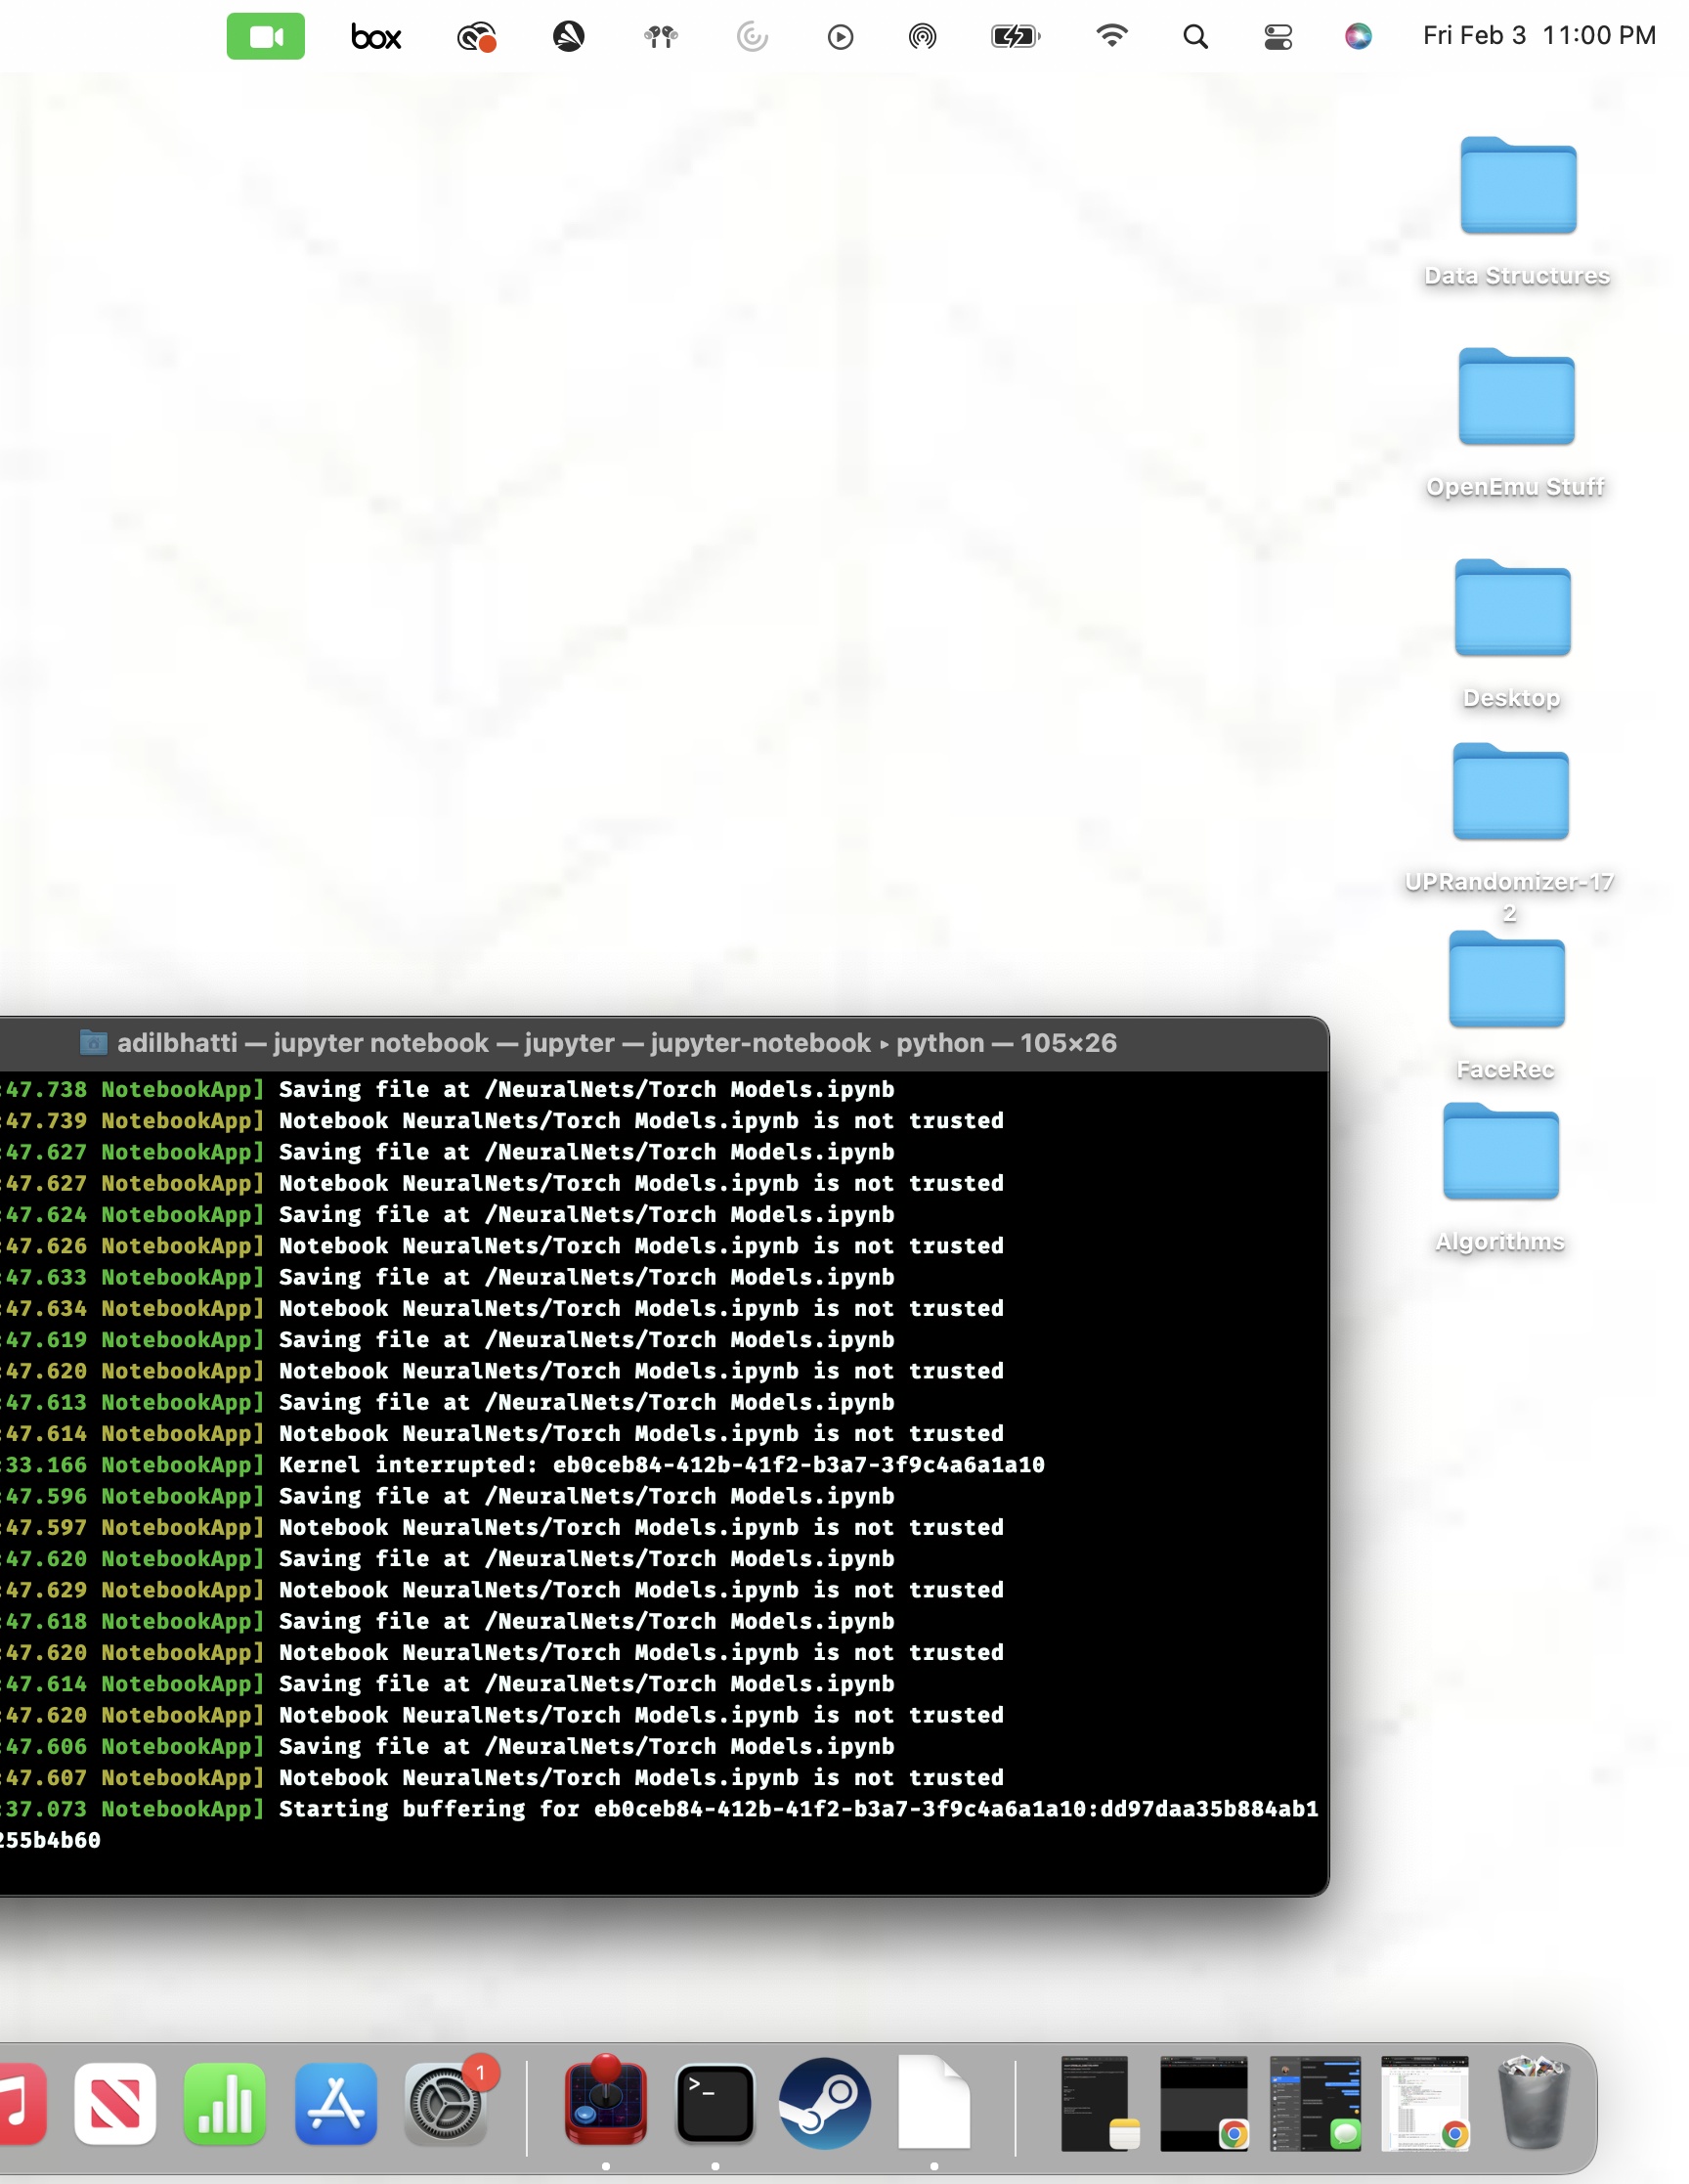 box
Fri Feb 3 11:00 PM
Data Structures
OpenEmu Stuff
Desktop
UPRandomizer-17
2
FaceRec
Algorithms
adilbhatti — jupyter notebook — jupyter — jupyter-notebook ▸ python — 105×26
:47.738 NotebookApp] Saving file at /NeuralNets/Torch Models.ipynb
:47.739 NotebookApp] Notebook NeuralNets/Torch Models.ipynb is not trusted
:47.627 NotebookApp] Saving file at /NeuralNets/Torch Models.ipynb
:47.627 NotebookApp] Notebook NeuralNets/Torch Models.ipynb is not trusted
:47.624 NotebookApp] Saving file at /NeuralNets/Torch Models.ipynb
:47.626 NotebookApp] Notebook NeuralNets/Torch Models.ipynb is not trusted
:47.633 NotebookApp] Saving file at /NeuralNets/Torch Models.ipynb
:47.634 NotebookApp] Notebook NeuralNets/Torch Models.ipynb is not trusted
:47.619 NotebookApp] Saving file at /NeuralNets/Torch Models.ipynb
:47.620 NotebookApp] Notebook NeuralNets/Torch Models.ipynb is not trusted
:47.613 NotebookApp] Saving file at /NeuralNets/Torch Models.ipynb
:47.614 NotebookApp] Notebook NeuralNets/Torch Models.ipynb is not trusted
:33.166 NotebookApp] Kernel interrupted: eb0ceb84-412b-41f2-b3a7-3f9c4a6a1a10
:47.596 NotebookApp] Saving file at /NeuralNets/Torch Models.ipynb
:47.597 NotebookApp] Notebook NeuralNets/Torch Models.ipynb is not trusted
:47.620 NotebookApp] Saving file at /NeuralNets/Torch Models.ipynb
:47.629 NotebookApp] Notebook NeuralNets/Torch Models.ipynb is not trusted
:47.618 NotebookApp] Saving file at /NeuralNets/Torch Models.ipynb
:47.620 NotebookApp] Notebook NeuralNets/Torch Models.ipynb is not trusted
:47.614 NotebookApp] Saving file at /NeuralNets/Torch Models.ipynb
:47.620 NotebookApp] Notebook NeuralNets/Torch Models.ipynb is not trusted
:47.606 NotebookApp] Saving file at /NeuralNets/Torch Models.ipynb
:47.607 NotebookApp] Notebook NeuralNets/Torch Models.ipynb is not trusted
:37.073 NotebookApp] Starting buffering for eb0ceb84-412b-41f2-b3a7-3f9c4a6a1a10:dd97daa35b884ab1
255b4b60
1
>_